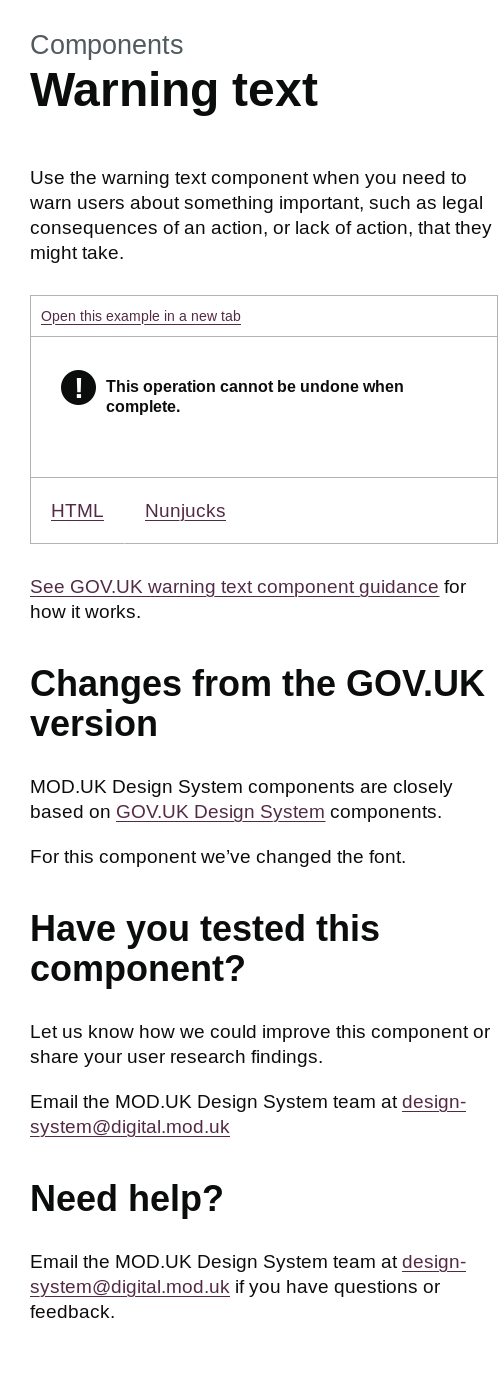 Components
Warning text
Use the warning text component when you need to
warn users about something important, such as legal
consequences of an action, or lack of action, that they
might take.
Open this example in a new tab
! This operation cannot be undone when
complete.
HTML Nunjucks
See GOV.UK warning text component guidance for
how it works.
Changes from the GOV.UK
version
MOD.UK Design System components are closely
based on GOV.UK Design System components.
For this component we’ve changed the font.
Have you tested this
component?
Let us know how we could improve this component or
share your user research findings.
Email the MOD.UK Design System team at design-
system@digital.mod.uk
Need help?
Email the MOD.UK Design System team at design-
system@digital.mod.uk if you have questions or
feedback.